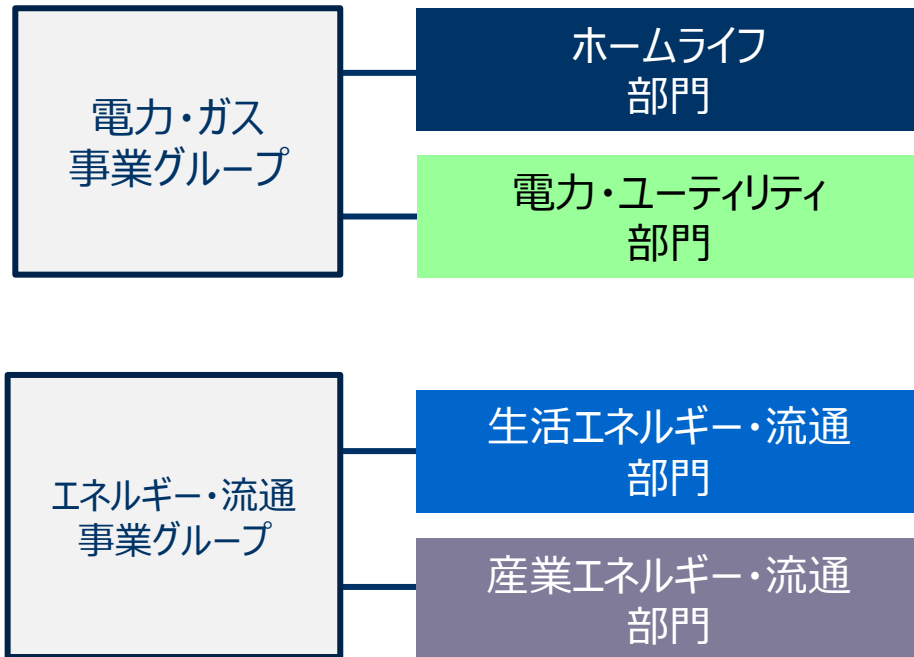 電力・ガス
事業グループ
ホームライフ
部門
電力・ユーティリティ
部門
エネルギー・流通
事業グループ
生活エネルギー・流通
部門
産業エネルギー・流通
部門